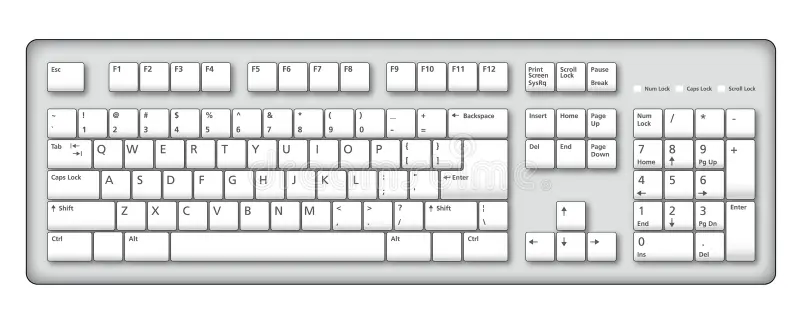 Esc F1 F2 F3 F4 F5 F6 F7 F8 F9 F10 F11 F12 Print Screen SysRq Scroll Lock Pause Break
Num Lock Caps Lock Scroll Lock
~ ` ! 1 @ 2 # 3 $ 4 % 5 ^ 6 & 7 * 8 ( 9 ) 0 _ - + = ← Backspace Insert Home Page Up Num Lock / * -
Tab Q W E R T Y U I O P { [ } ] Del End Page Down 7 Home 8 ↑ 9 Pg Up +
Caps Lock A S D F G H J K L : ; " ' ← Enter 4 ← 5 6 →
↑ Shift Z X C V B N M < , > . ? / ↑ Shift ¦ \ ↑ 1 End 2 ↓ 3 Pg Dn Enter
Ctrl Alt Alt Ctrl ← ↓ → 0 Ins . Del
dreamstime